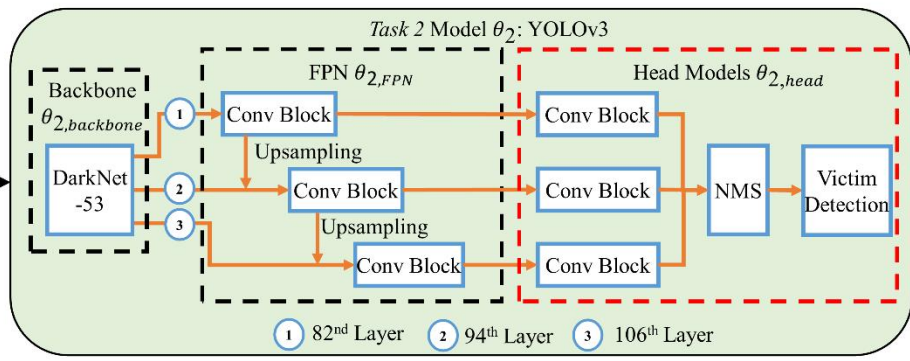 Task 2 Model θ₂: YOLOv3
Backbone
θ₂,backbone
DarkNet
-53
1
2
3
FPN θ₂,FPN
Conv Block
Upsampling
Conv Block
Upsampling
Conv Block
Head Models θ₂,head
Conv Block
Conv Block
Conv Block
NMS
Victim
Detection
1 82nd Layer 2 94th Layer 3 106th Layer